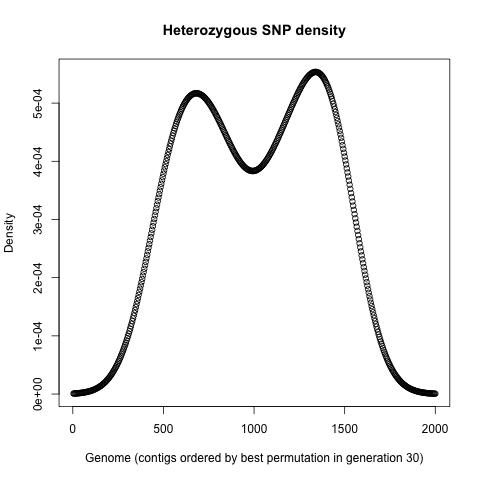 Heterozygous SNP density
Density
5e-04
4e-04
3e-04
2e-04
1e-04
0e+00
0 500 1000 1500 2000
Genome (contigs ordered by best permutation in generation 30)